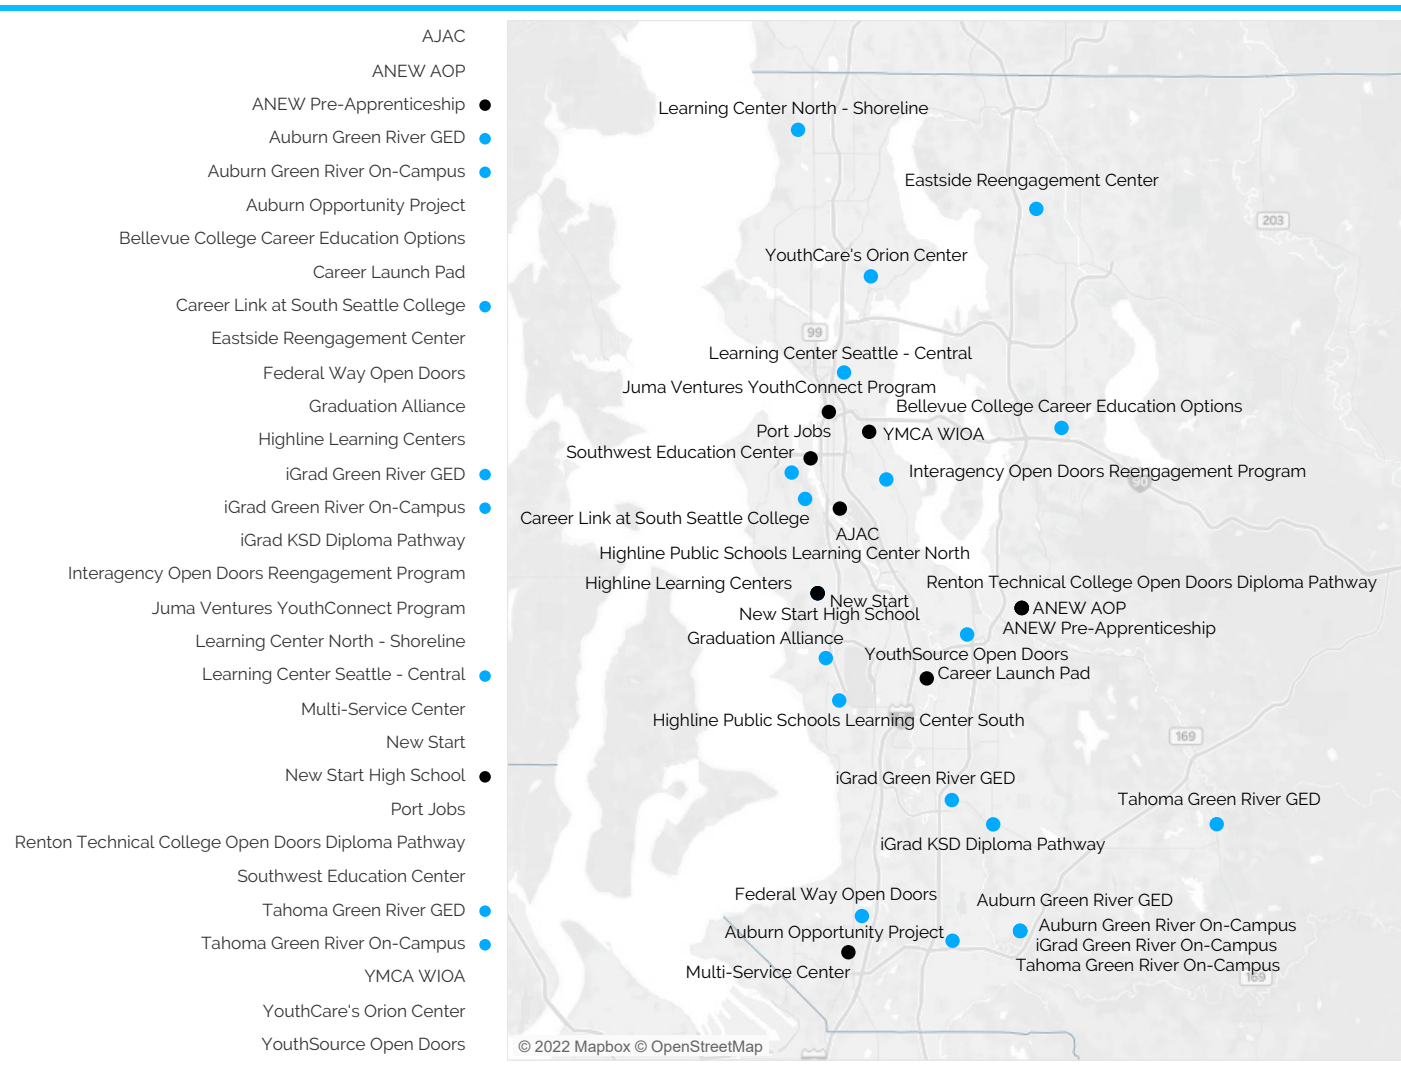 AJAC
ANEW AOP
ANEW Pre-Apprenticeship
Auburn Green River GED
Auburn Green River On-Campus
Auburn Opportunity Project
Bellevue College Career Education Options
Career Launch Pad
Career Link at South Seattle College
Eastside Reengagement Center
Federal Way Open Doors
Graduation Alliance
Highline Learning Centers
iGrad Green River GED
iGrad Green River On-Campus
iGrad KSD Diploma Pathway
Interagency Open Doors Reengagement Program
Juma Ventures YouthConnect Program
Learning Center North - Shoreline
Learning Center Seattle - Central
Multi-Service Center
New Start
New Start High School
Port Jobs
Renton Technical College Open Doors Diploma Pathway
Southwest Education Center
Tahoma Green River GED
Tahoma Green River On-Campus
YMCA WIOA
YouthCare's Orion Center
YouthSource Open Doors
Learning Center North - Shoreline
Eastside Reengagement Center
203
YouthCare's Orion Center
99
Learning Center Seattle - Central
Juma Ventures YouthConnect Program
Bellevue College Career Education Options
Port Jobs
YMCA WIOA
Southwest Education Center
Interagency Open Doors Reengagement Program
90
Career Link at South Seattle College
AJAC
Highline Public Schools Learning Center North
Highline Learning Centers
Renton Technical College Open Doors Diploma Pathway
New Start
ANEW AOP
New Start High School
ANEW Pre-Apprenticeship
Graduation Alliance
YouthSource Open Doors
Career Launch Pad
Highline Public Schools Learning Center South
169
iGrad Green River GED
Tahoma Green River GED
iGrad KSD Diploma Pathway
Federal Way Open Doors
Auburn Green River GED
Auburn Opportunity Project
Auburn Green River On-Campus
iGrad Green River On-Campus
Tahoma Green River On-Campus
Multi-Service Center
169
© 2022 Mapbox © OpenStreetMap